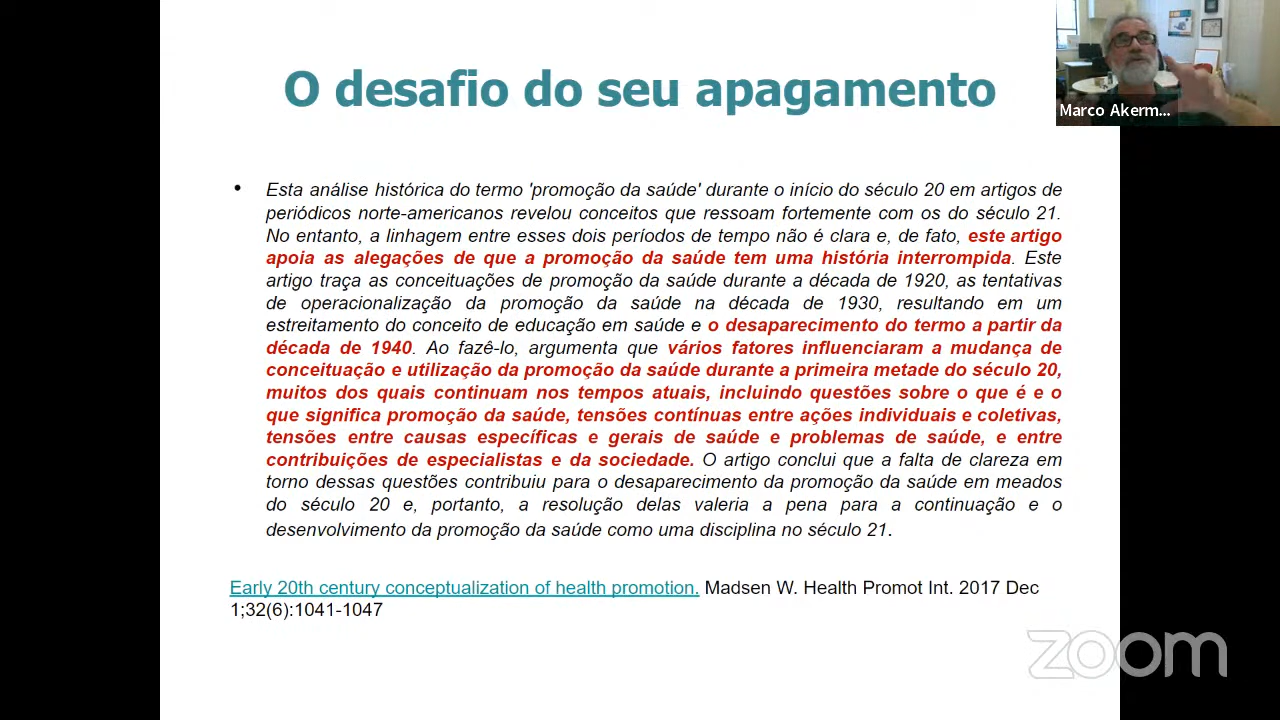 O desafio do seu apagamento
Marco Akerm...
• Esta análise histórica do termo 'promoção da saúde' durante o início do século 20 em artigos de
periódicos norte-americanos revelou conceitos que ressoam fortemente com os do século 21.
No entanto, a linhagem entre esses dois períodos de tempo não é clara e, de fato, este artigo
apoia as alegações de que a promoção da saúde tem uma história interrompida. Este
artigo traça as conceituações de promoção da saúde durante a década de 1920, as tentativas
de operacionalização da promoção da saúde na década de 1930, resultando em um
estreitamento do conceito de educação em saúde e o desaparecimento do termo a partir da
década de 1940. Ao fazê-lo, argumenta que vários fatores influenciaram a mudança de
conceituação e utilização da promoção da saúde durante a primeira metade do século 20,
muitos dos quais continuam nos tempos atuais, incluindo questões sobre o que é e o
que significa promoção da saúde, tensões contínuas entre ações individuais e coletivas,
tensões entre causas específicas e gerais de saúde e problemas de saúde, e entre
contribuições de especialistas e da sociedade. O artigo conclui que a falta de clareza em
torno dessas questões contribuiu para o desaparecimento da promoção da saúde em meados
do século 20 e, portanto, a resolução delas valeria a pena para a continuação e o
desenvolvimento da promoção da saúde como uma disciplina no século 21.
Early 20th century conceptualization of health promotion. Madsen W. Health Promot Int. 2017 Dec
1;32(6):1041-1047
zoom